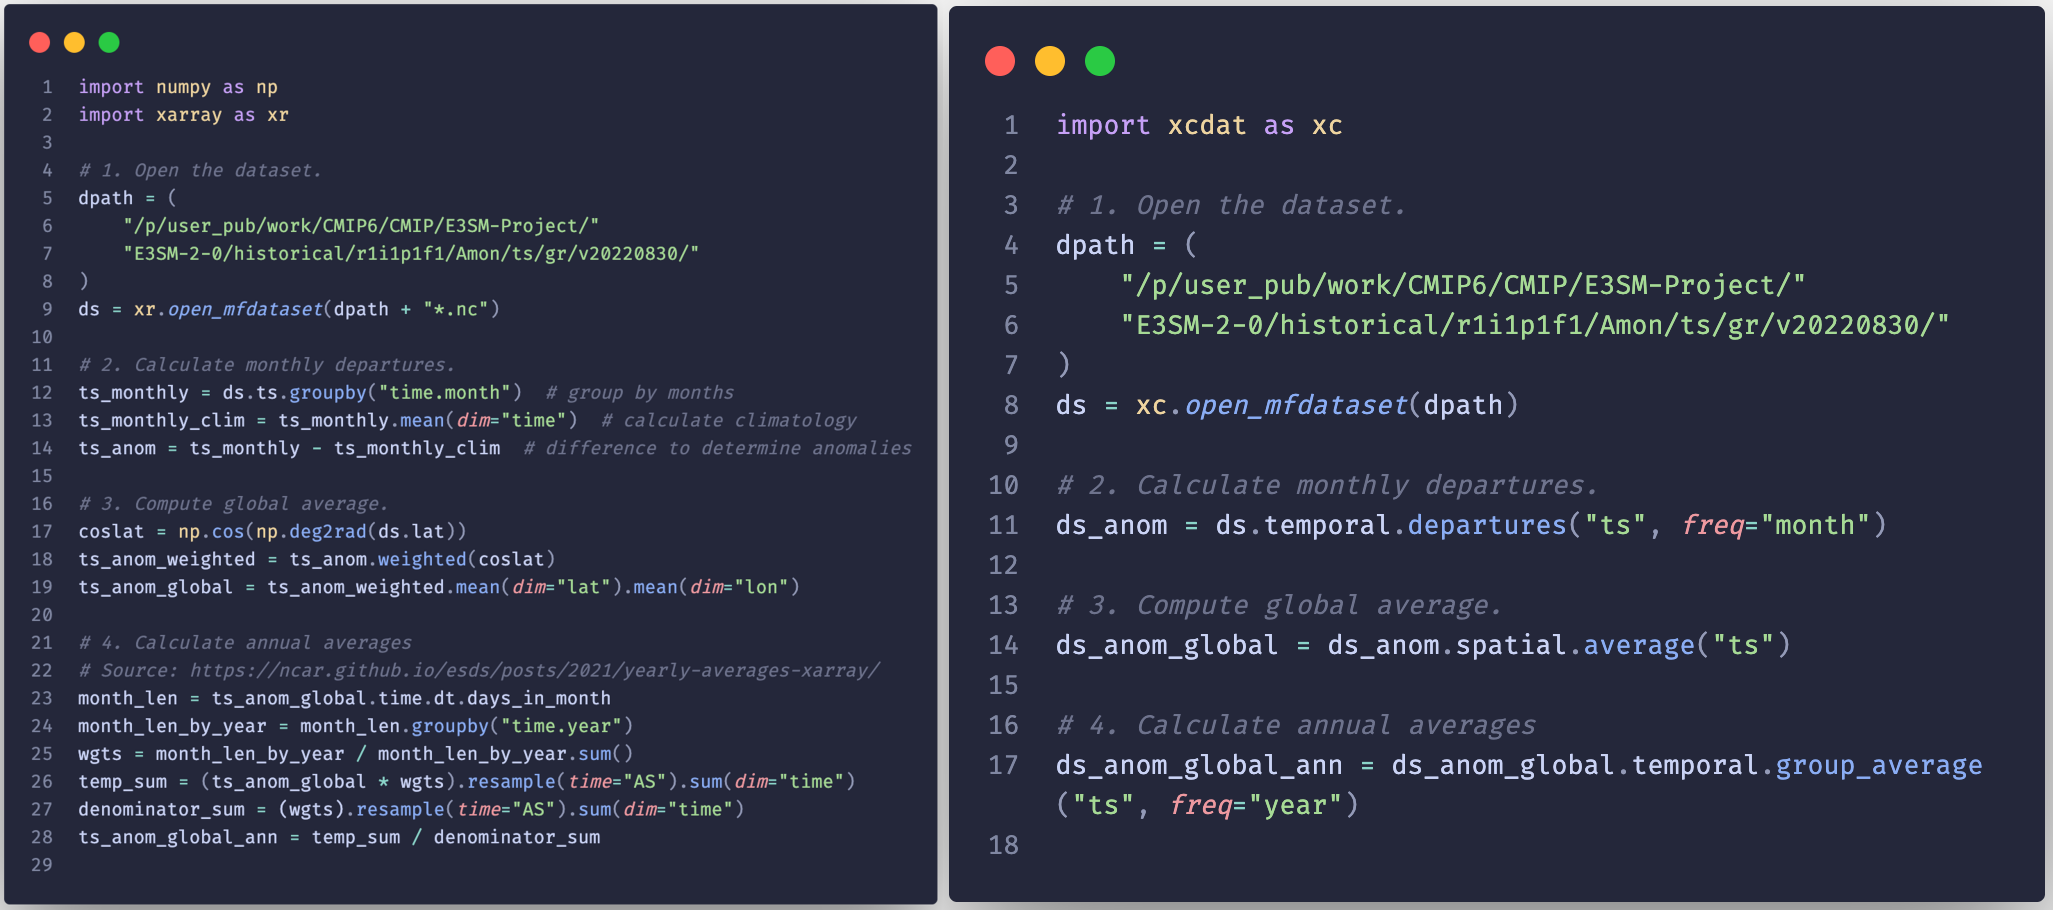 1 import numpy as np
2 import xarray as xr
3
4 # 1. Open the dataset.
5 dpath = (
6     "/p/user_pub/work/CMIP6/CMIP/E3SM-Project/"
7     "E3SM-2-0/historical/r1i1p1f1/Amon/ts/gr/v20220830/"
8 )
9 ds = xr.open_mfdataset(dpath + "*.nc")
10
11 # 2. Calculate monthly departures.
12 ts_monthly = ds.ts.groupby("time.month")  # group by months
13 ts_monthly_clim = ts_monthly.mean(dim="time")  # calculate climatology
14 ts_anom = ts_monthly - ts_monthly_clim  # difference to determine anomalies
15
16 # 3. Compute global average.
17 coslat = np.cos(np.deg2rad(ds.lat))
18 ts_anom_weighted = ts_anom.weighted(coslat)
19 ts_anom_global = ts_anom_weighted.mean(dim="lat").mean(dim="lon")
20
21 # 4. Calculate annual averages
22 # Source: https://ncar.github.io/esds/posts/2021/yearly-averages-xarray/
23 month_len = ts_anom_global.time.dt.days_in_month
24 month_len_by_year = month_len.groupby("time.year")
25 wgts = month_len_by_year / month_len_by_year.sum()
26 temp_sum = (ts_anom_global * wgts).resample(time="AS").sum(dim="time")
27 denominator_sum = (wgts).resample(time="AS").sum(dim="time")
28 ts_anom_global_ann = temp_sum / denominator_sum
29
1 import xcdat as xc
2
3 # 1. Open the dataset.
4 dpath = (
5     "/p/user_pub/work/CMIP6/CMIP/E3SM-Project/"
6     "E3SM-2-0/historical/r1i1p1f1/Amon/ts/gr/v20220830/"
7 )
8 ds = xc.open_mfdataset(dpath)
9
10 # 2. Calculate monthly departures.
11 ds_anom = ds.temporal.departures("ts", freq="month")
12
13 # 3. Compute global average.
14 ds_anom_global = ds_anom.spatial.average("ts")
15
16 # 4. Calculate annual averages
17 ds_anom_global_ann = ds_anom_global.temporal.group_average
("ts", freq="year")
18